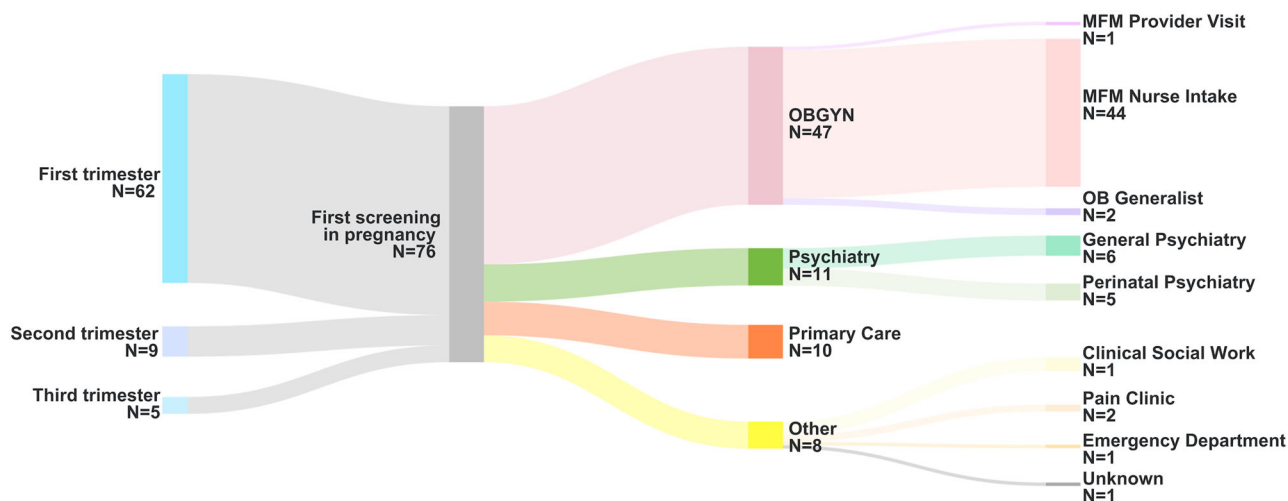 First trimester
N=62
Second trimester
N=9
Third trimester
N=5
First screening
in pregnancy
N=76
OBGYN
N=47
Psychiatry
N=11
Primary Care
N=10
Other
N=8
MFM Provider Visit
N=1
MFM Nurse Intake
N=44
OB Generalist
N=2
General Psychiatry
N=6
Perinatal Psychiatry
N=5
Clinical Social Work
N=1
Pain Clinic
N=2
Emergency Department
N=1
Unknown
N=1